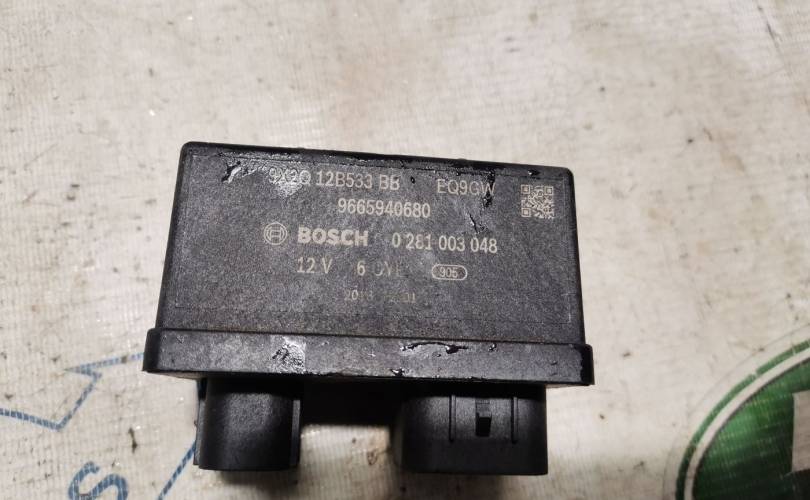 9X2Q 12B533 BB EQ9GW
9665940680
BOSCH 0 281 003 048
12 V 6 CYL 905